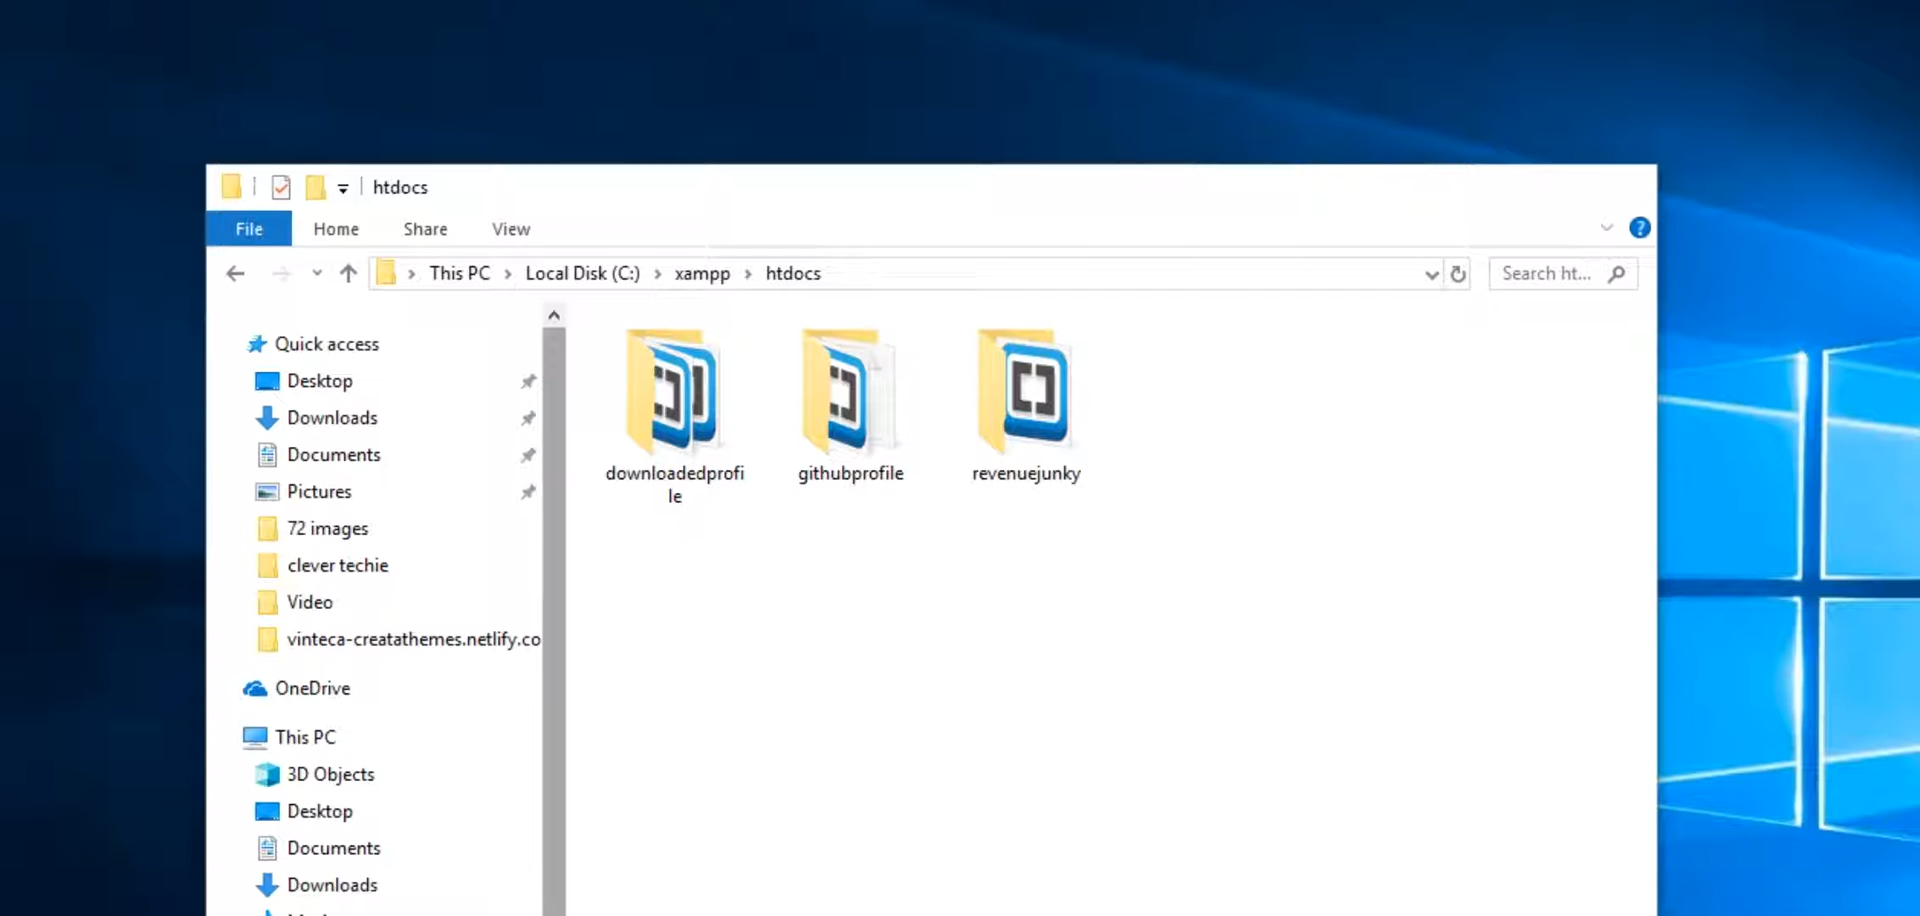 htdocs
File Home Share View
This PC Local Disk (C:) xampp htdocs Search ht...
Quick access
Desktop
Downloads
Documents
Pictures
72 images
clever techie
Video
vinteca-creatathemes.netlify.co
OneDrive
This PC
3D Objects
Desktop
Documents
Downloads
downloadedprofi
le
githubprofile
revenuejunky